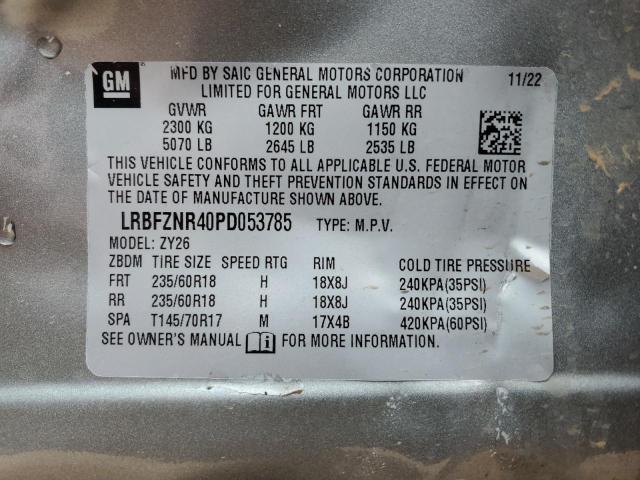 GM
MFD BY SAIC GENERAL MOTORS CORPORATION 11/22
LIMITED FOR GENERAL MOTORS LLC
GVWR GAWR FRT GAWR RR
2300 KG 1200 KG 1150 KG
5070 LB 2645 LB 2535 LB
THIS VEHICLE CONFORMS TO ALL APPLICABLE U.S. FEDERAL MOTOR
VEHICLE SAFETY AND THEFT PREVENTION STANDARDS IN EFFECT ON
THE DATE OF MANUFACTURE SHOWN ABOVE.
LRBFZNR40PD053785 TYPE: M.P.V.
MODEL: ZY26
ZBDM TIRE SIZE SPEED RTG RIM COLD TIRE PRESSURE
FRT 235/60R18 H 18X8J 240KPA(35PSI)
RR 235/60R18 H 18X8J 240KPA(35PSI)
SPA T145/70R17 M 17X4B 420KPA(60PSI)
SEE OWNER'S MANUAL FOR MORE INFORMATION.